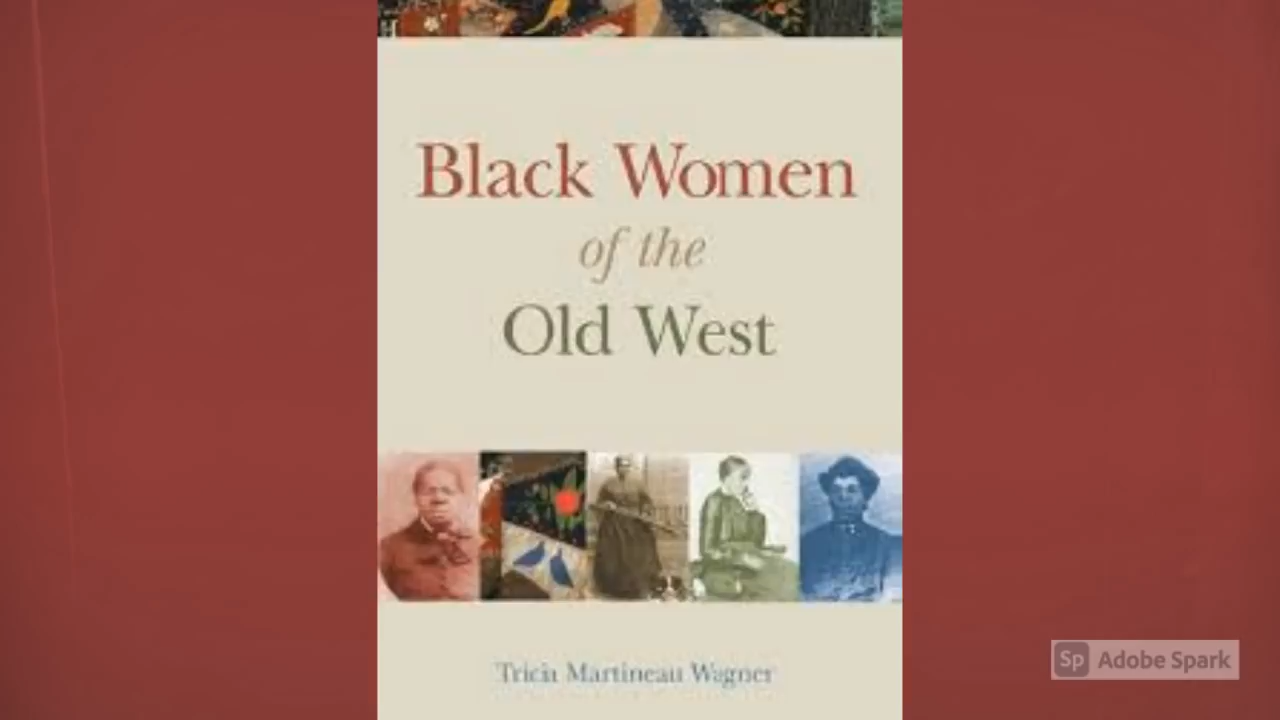 Black Women
of the
Old West
Tricia Martineau Wagner
Sp Adobe Spark